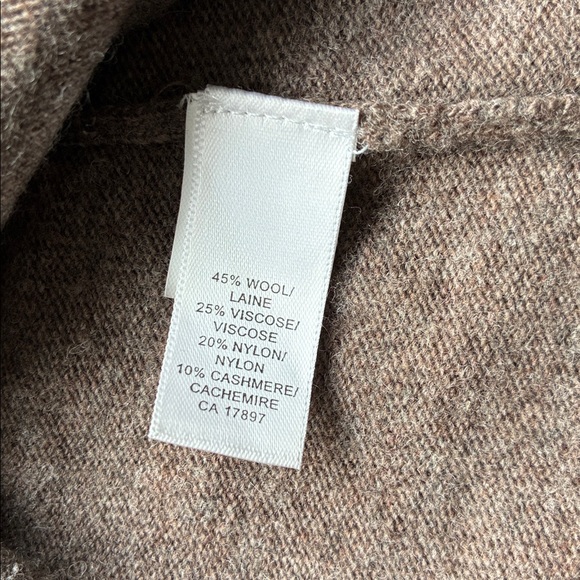 45% WOOL/
LAINE
25% VISCOSE/
VISCOSE
20% NYLON/
NYLON
10% CASHMERE/
CACHEMIRE
CA 17897